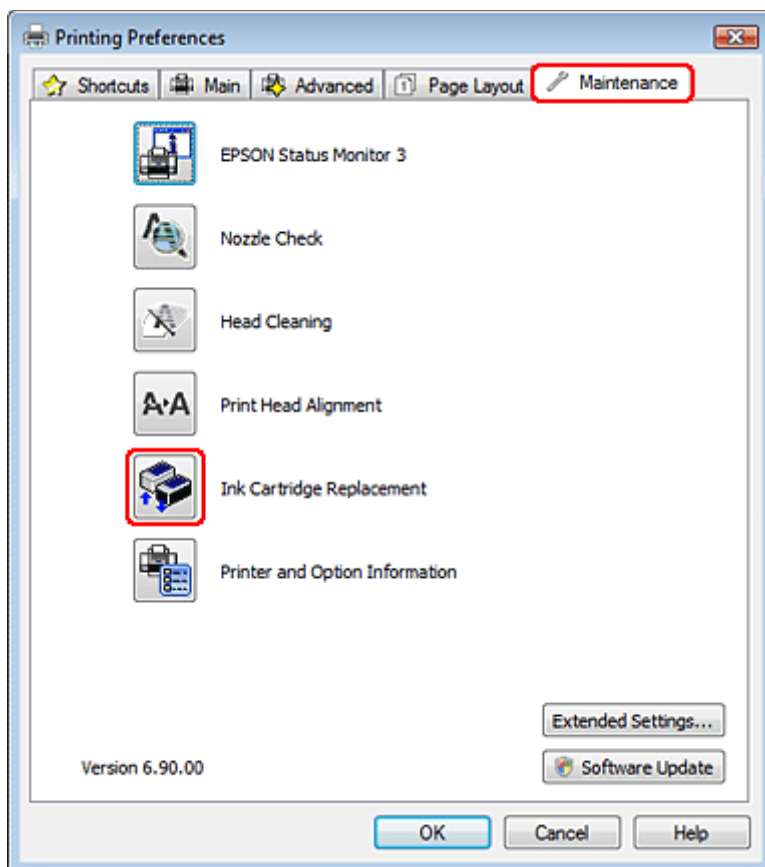 Printing Preferences
Shortcuts Main Advanced 1 Page Layout Maintenance
EPSON Status Monitor 3
Nozzle Check
Head Cleaning
A A Print Head Alignment
Ink Cartridge Replacement
Printer and Option Information
Extended Settings...
Version 6.90.00 Software Update
OK Cancel Help